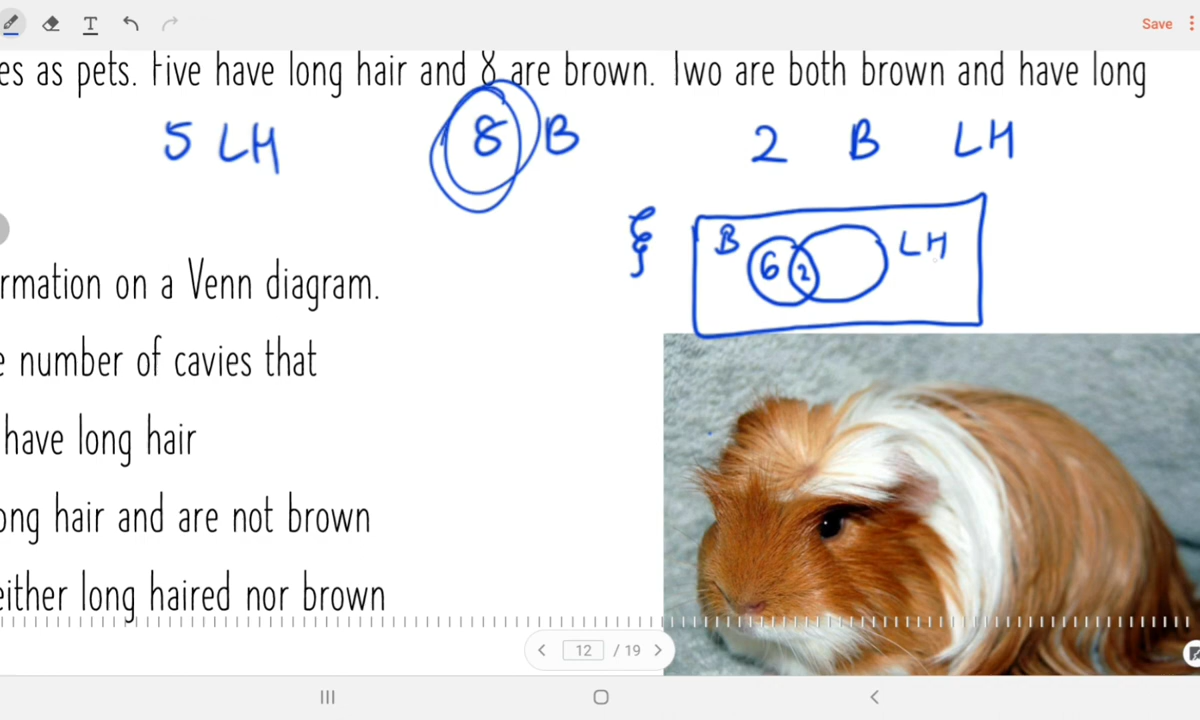 T Save
es as pets. Five have long hair and 8 are brown. Two are both brown and have long
5 LH 8 B 2 B LH
ξ B 6 2 LH
rmation on a Venn diagram.
e number of cavies that
have long hair
ong hair and are not brown
either long haired nor brown
12 / 19